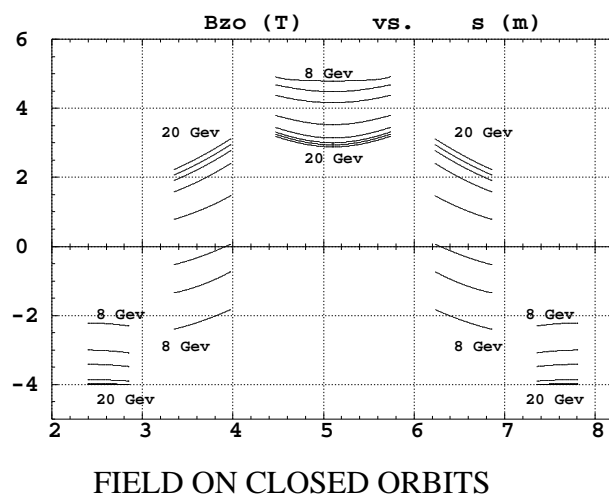 Bzo (T) vs. s (m)
6
8 Gev
4
20 Gev
20 Gev
20 Gev
2
0
-2
8 Gev
8 Gev
8 Gev
8 Gev
-4
20 Gev
20 Gev
2 3 4 5 6 7 8
FIELD ON CLOSED ORBITS